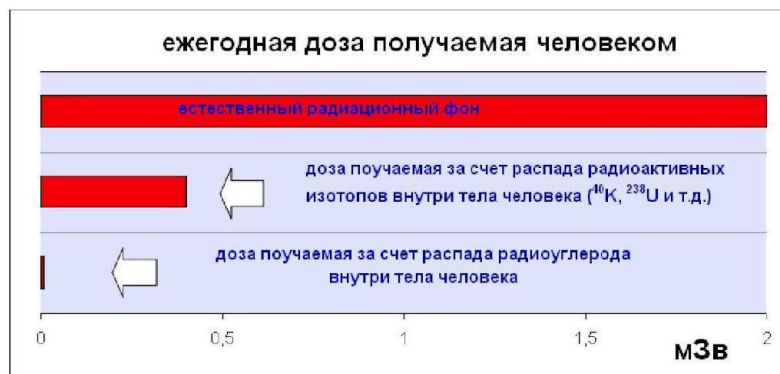 ежегодная доза получаемая человеком
естественный радиационный фон
доза поучаемая за счет распада радиоактивных
изотопов внутри тела человека (⁴⁰K, ²³⁸U и т.д.)
доза поучаемая за счет распада радиоуглерода
внутри тела человека
0 0,5 1 1,5 2
мЗв